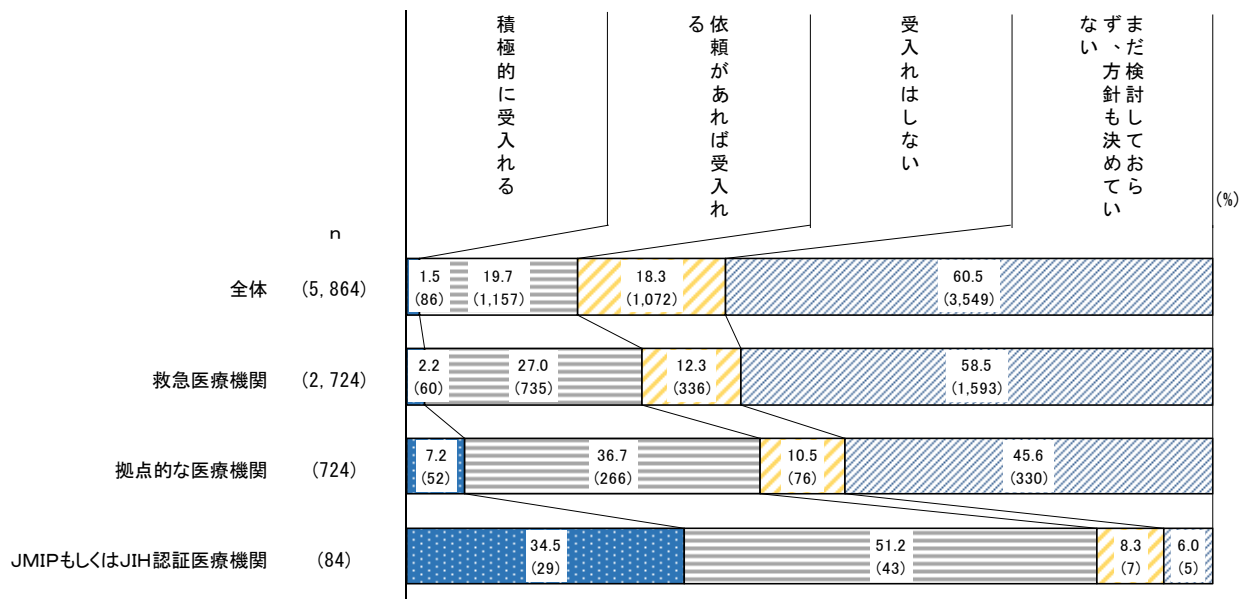 積極的に受入れる
依頼があれば受入れ
る
受入れはしない
まだ検討しておら
ず、方針も決めてい
ない
(%)
n
全体 (5,864) 1.5 19.7 18.3 60.5
(86) (1,157) (1,072) (3,549)
救急医療機関 (2,724) 2.2 27.0 12.3 58.5
(60) (735) (336) (1,593)
拠点的な医療機関 (724) 7.2 36.7 10.5 45.6
(52) (266) (76) (330)
JMIPもしくはJIH認証医療機関 (84) 34.5 51.2 8.3 6.0
(29) (43) (7) (5)